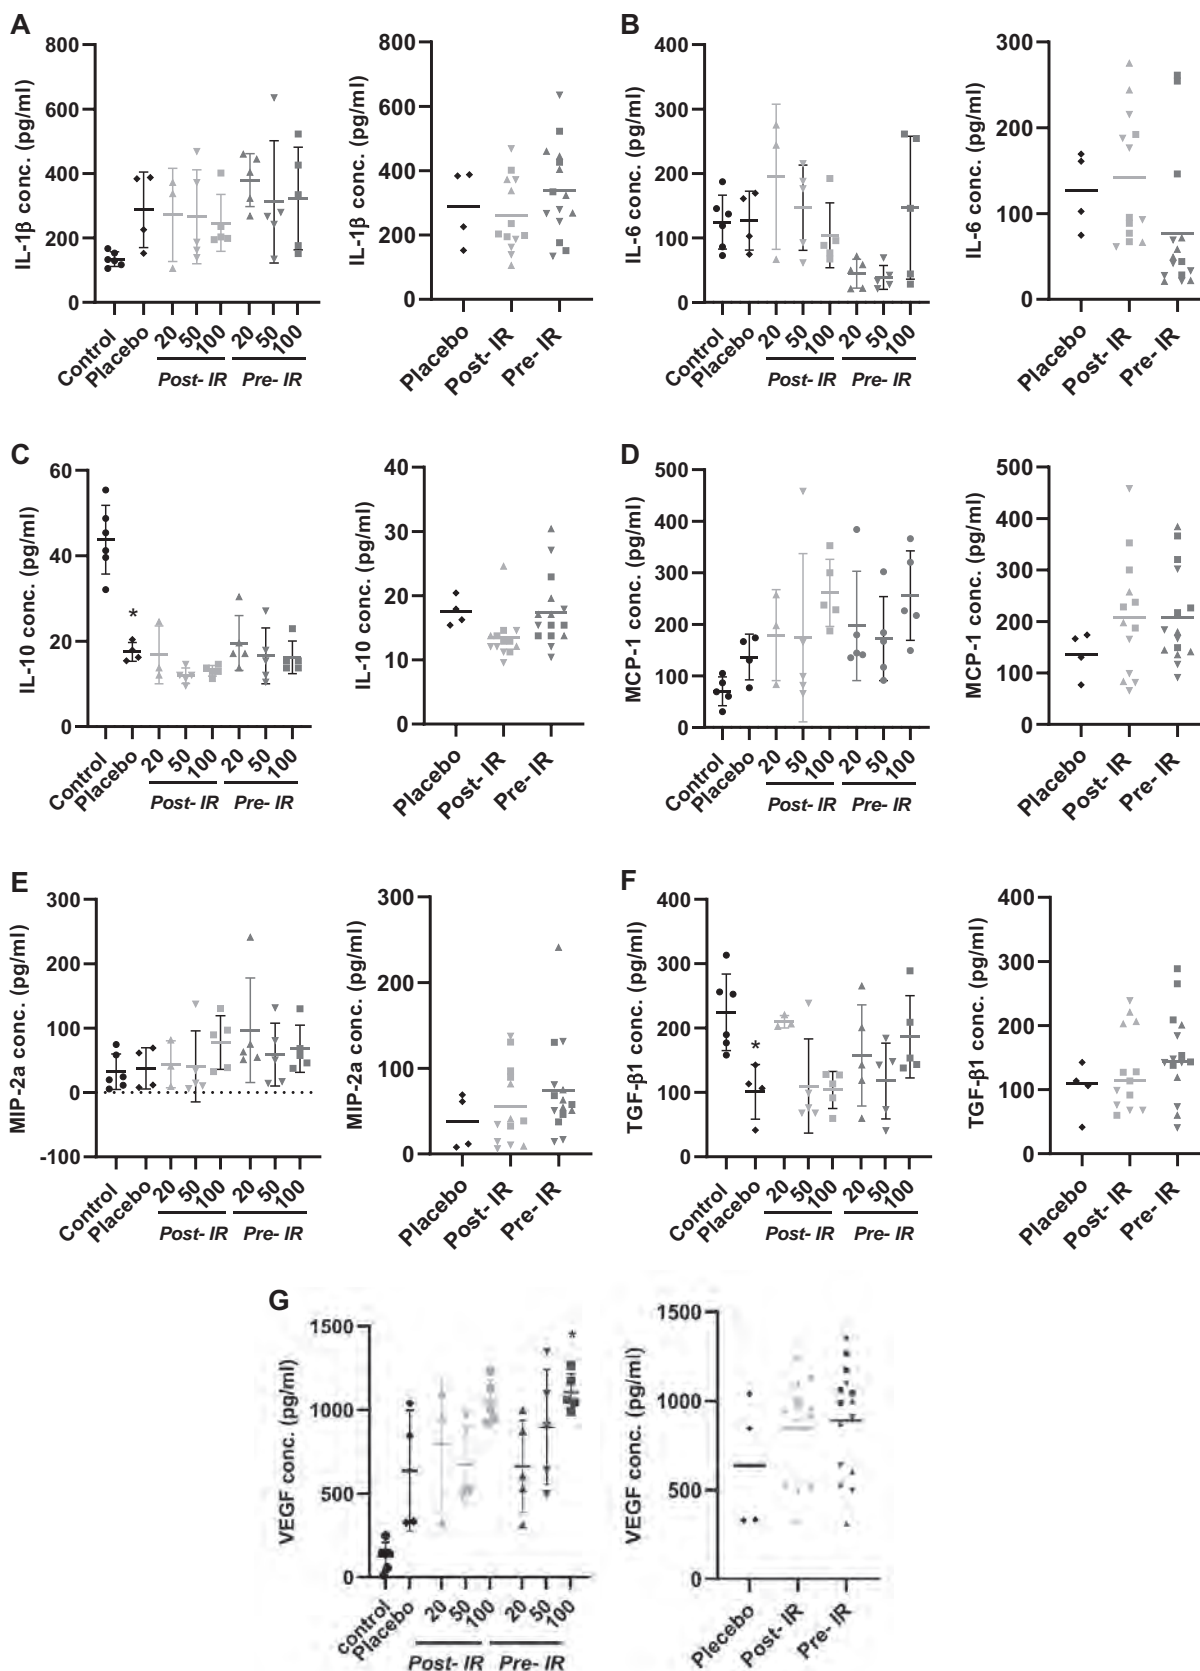 A
IL-1β conc. (pg/ml)
800
600
400
200
0
Control
Placebo
20
50
100
20
50
100
Post- IR
Pre- IR
IL-1β conc. (pg/ml)
800
600
400
200
0
Placebo
Post- IR
Pre- IR
B
IL-6 conc. (pg/ml)
400
300
200
100
0
Control
Placebo
20
50
100
20
50
100
Post- IR
Pre- IR
IL-6 conc. (pg/ml)
300
200
100
0
Placebo
Post- IR
Pre- IR
C
IL-10 conc. (pg/ml)
60
40
20
0
*
Control
Placebo
20
50
100
20
50
100
Post- IR
Pre- IR
IL-10 conc. (pg/ml)
40
30
20
10
0
Placebo
Post- IR
Pre- IR
D
MCP-1 conc. (pg/ml)
500
400
300
200
100
0
Control
Placebo
20
50
100
20
50
100
Post- IR
Pre- IR
MCP-1 conc. (pg/ml)
500
400
300
200
100
0
Placebo
Post- IR
Pre- IR
E
MIP-2a conc. (pg/ml)
300
200
100
0
-100
Control
Placebo
20
50
100
20
50
100
Post- IR
Pre- IR
MIP-2a conc. (pg/ml)
300
200
100
0
Placebo
Post- IR
Pre- IR
F
TGF-β1 conc. (pg/ml)
400
300
200
100
0
*
Control
Placebo
20
50
100
20
50
100
Post- IR
Pre- IR
TGF-β1 conc. (pg/ml)
400
300
200
100
0
Placebo
Post- IR
Pre- IR
G
VEGF conc. (pg/ml)
1500
1000
500
0
*
control
Placebo
20
50
100
20
50
100
Post- IR
Pre- IR
VEGF conc. (pg/ml)
1500
1000
500
0
Plecebo
Post- IR
Pre- IR